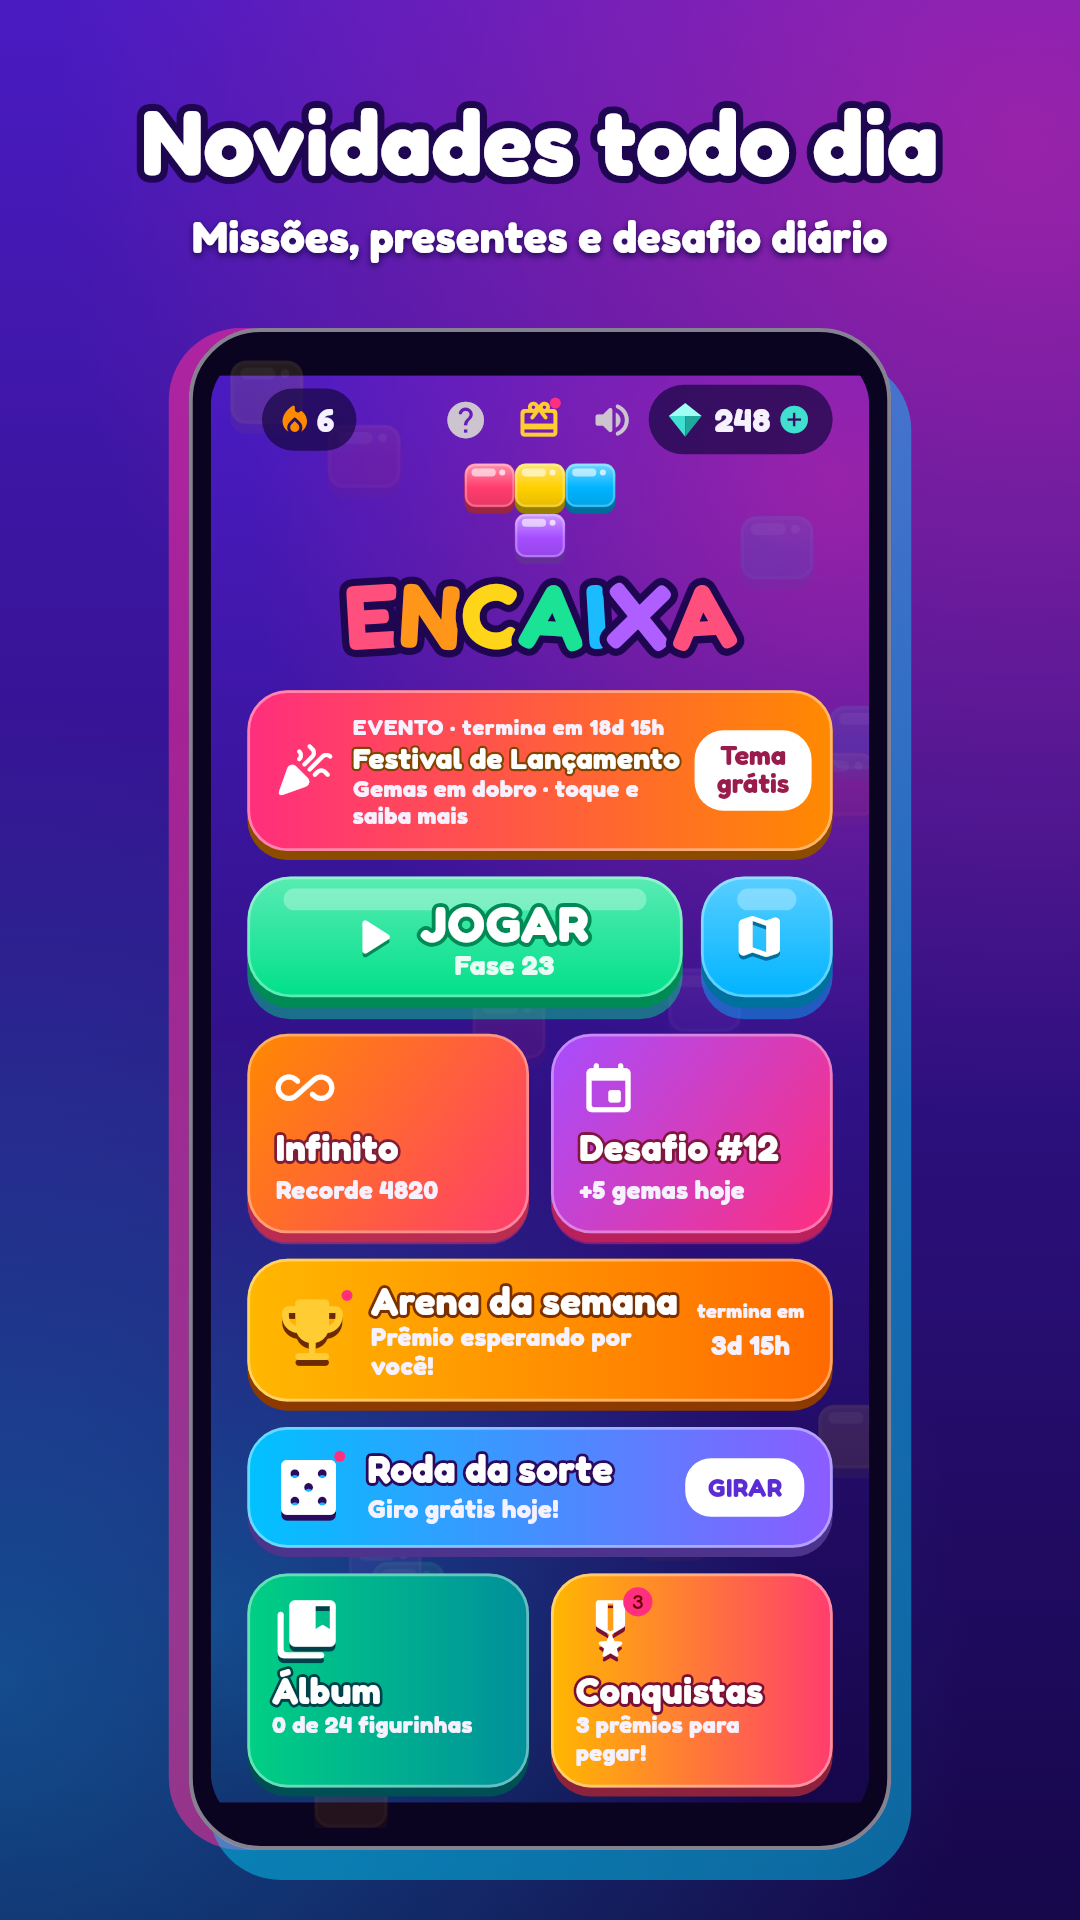 Novidades todo dia
Missões, presentes e desafio diário
6
248
ENCAIXA
EVENTO · termina em 18d 15h
Festival de Lançamento
Gemas em dobro · toque e
saiba mais
Tema
grátis
JOGAR
Fase 23
Infinito
Recorde 4820
Desafio #12
+5 gemas hoje
Arena da semana
Prêmio esperando por
você!
termina em
3d 15h
Roda da sorte
Giro grátis hoje!
GIRAR
Álbum
0 de 24 figurinhas
3
Conquistas
3 prêmios para
pegar!